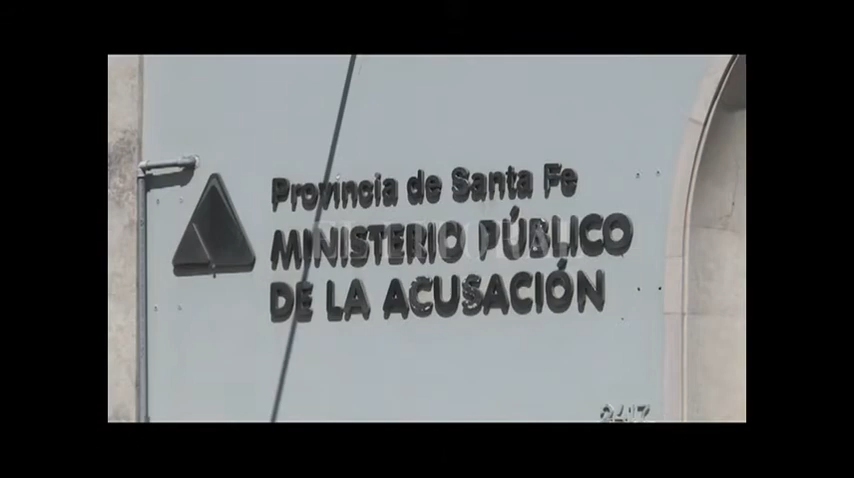 Provincia de Santa Fe
MINISTERIO PÚBLICO
DE LA ACUSACIÓN